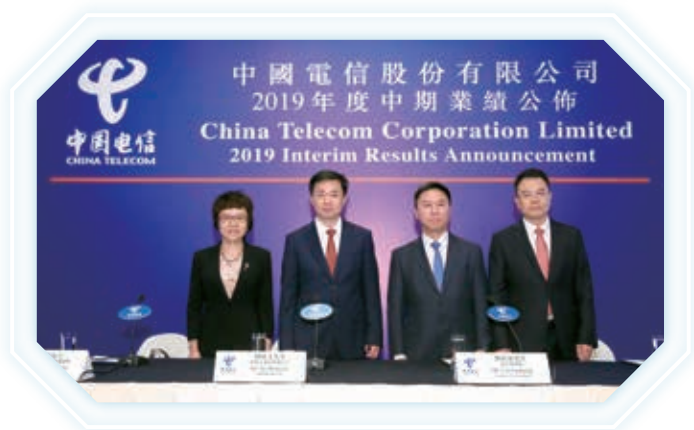 中国电信
CHINA TELECOM
中國電信股份有限公司
2019年度中期業績公佈
China Telecom Corporation Limited
2019 Interim Results Announcement